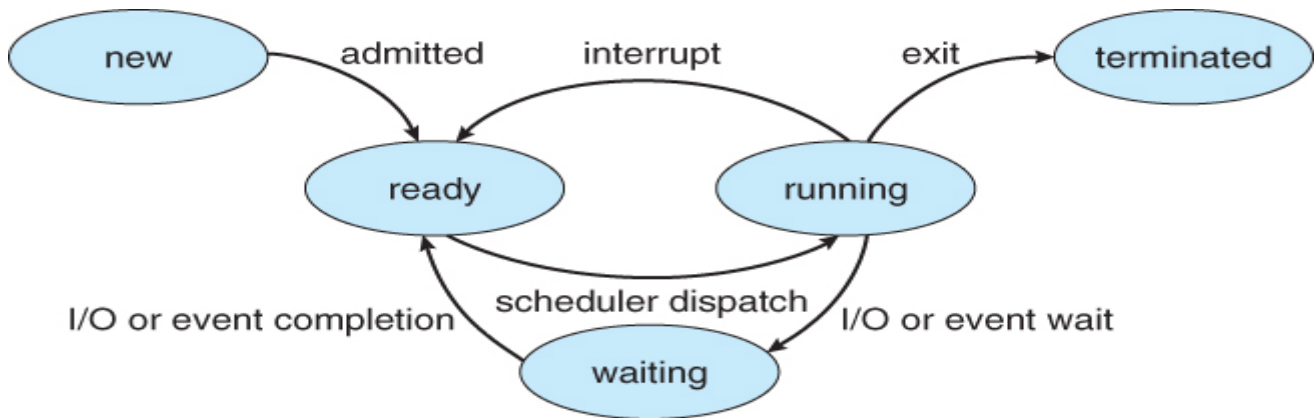 new
admitted
interrupt
exit
terminated
ready
running
scheduler dispatch
I/O or event completion
I/O or event wait
waiting